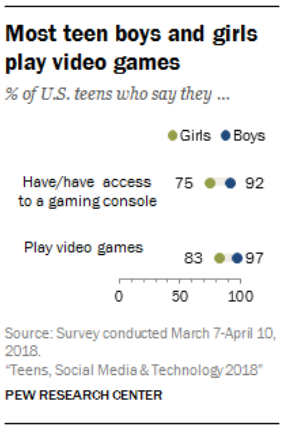 Most teen boys and girls
play video games
% of U.S. teens who say they ...
Girls Boys
Have/have access
to a gaming console
75 92
Play video games
83 97
0 50 100
Source: Survey conducted March 7-April 10,
2018.
“Teens, Social Media & Technology 2018”
PEW RESEARCH CENTER